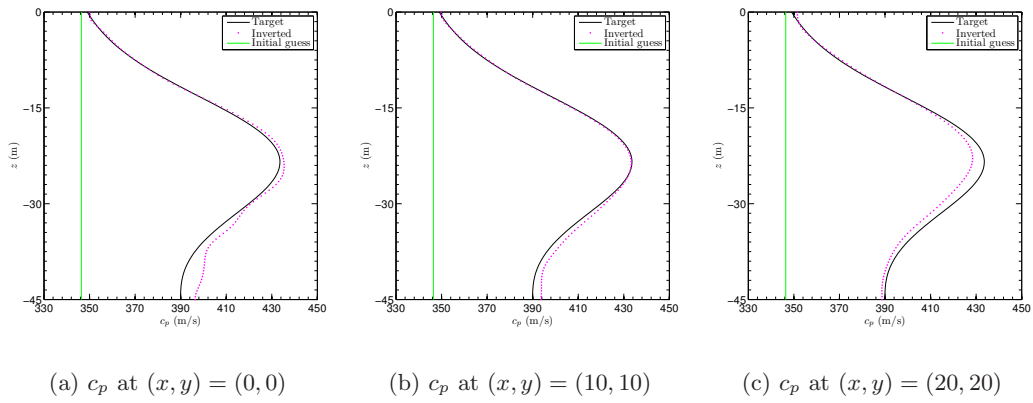 0
−15
−30
−45
z (m)
330 350 370 390 410 430 450
c_p (m/s)
Target
Inverted
Initial guess
0
−15
−30
−45
z (m)
330 350 370 390 410 430 450
c_p (m/s)
Target
Inverted
Initial guess
0
−15
−30
−45
z (m)
330 350 370 390 410 430 450
c_p (m/s)
Target
Inverted
Initial guess
(a) c_p at (x, y) = (0, 0)
(b) c_p at (x, y) = (10, 10)
(c) c_p at (x, y) = (20, 20)